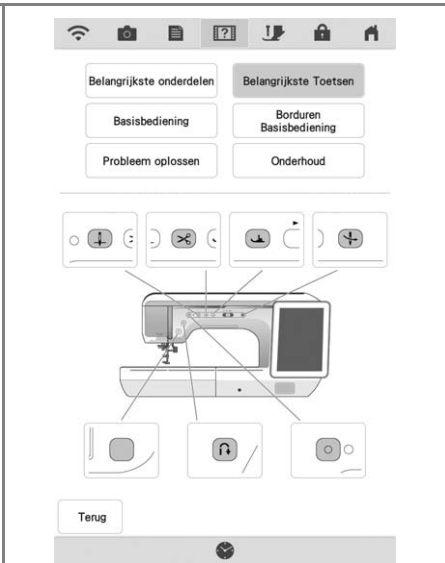 Belangrijkste onderdelen
Belangrijkste Toetsen
Basisbediening
Borduren
Basisbediening
Probleem oplossen
Onderhoud
Terug